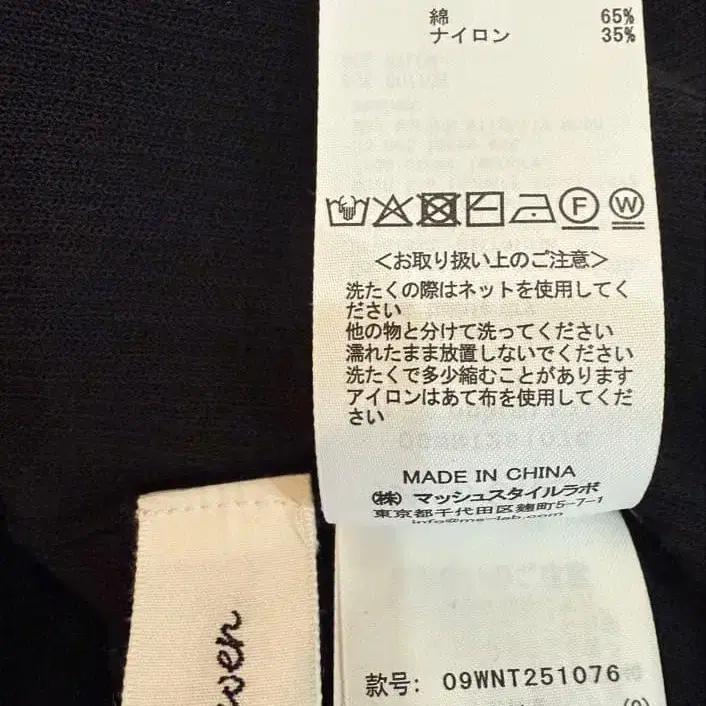 綿 65%
ナイロン 35%
F W
＜お取り扱い上のご注意＞
洗たくの際はネットを使用してく
ださい
他の物と分けて洗ってください
濡れたまま放置しないでください
洗たくで多少縮むことがあります
アイロンはあて布を使用してくだ
さい
MADE IN CHINA
(株) マッシュスタイルラボ
東京都千代田区麹町5-7-1
info@ms-lab.com
款号: 09WNT251076